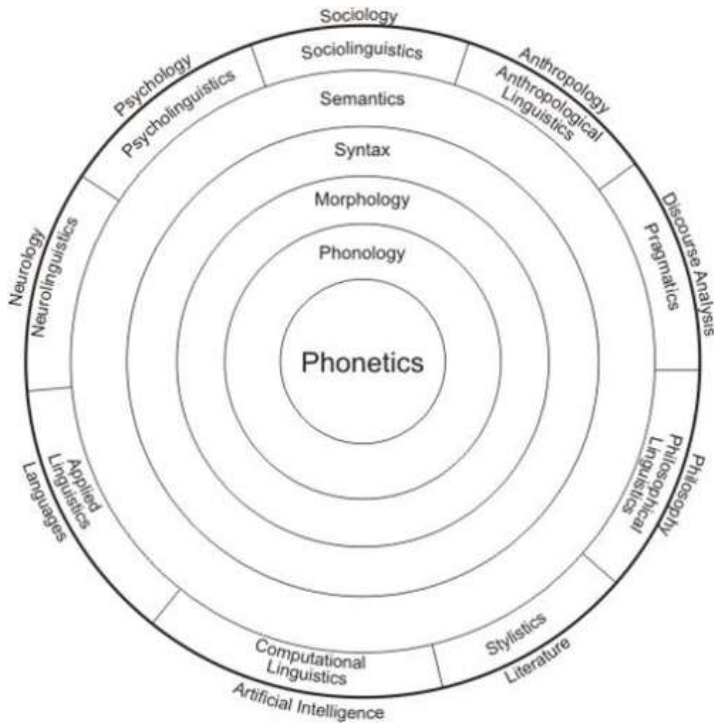 Sociology
Sociolinguistics
Anthropology
Anthropological
Linguistics
Discourse Analysis
Pragmatics
Philosophy
Philosophical
Linguistics
Literature
Stylistics
Computational
Linguistics
Artificial Intelligence
Applied
Linguistics
Languages
Neurology
Neurolinguistics
Psychology
Psycholinguistics
Semantics
Syntax
Morphology
Phonology
Phonetics